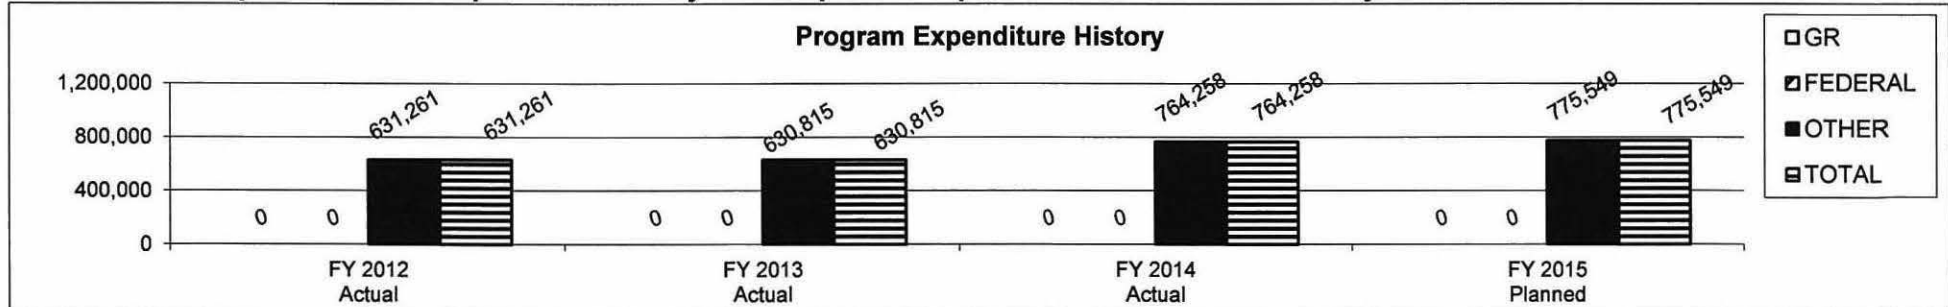 Program Expenditure History
GR
FEDERAL
OTHER
TOTAL
1,200,000
800,000
400,000
0
0 0 631,261 631,261
0 0 630,815 630,815
0 0 764,258 764,258
0 0 775,549 775,549
FY 2012 FY 2013 FY 2014 FY 2015
Actual Actual Actual Planned